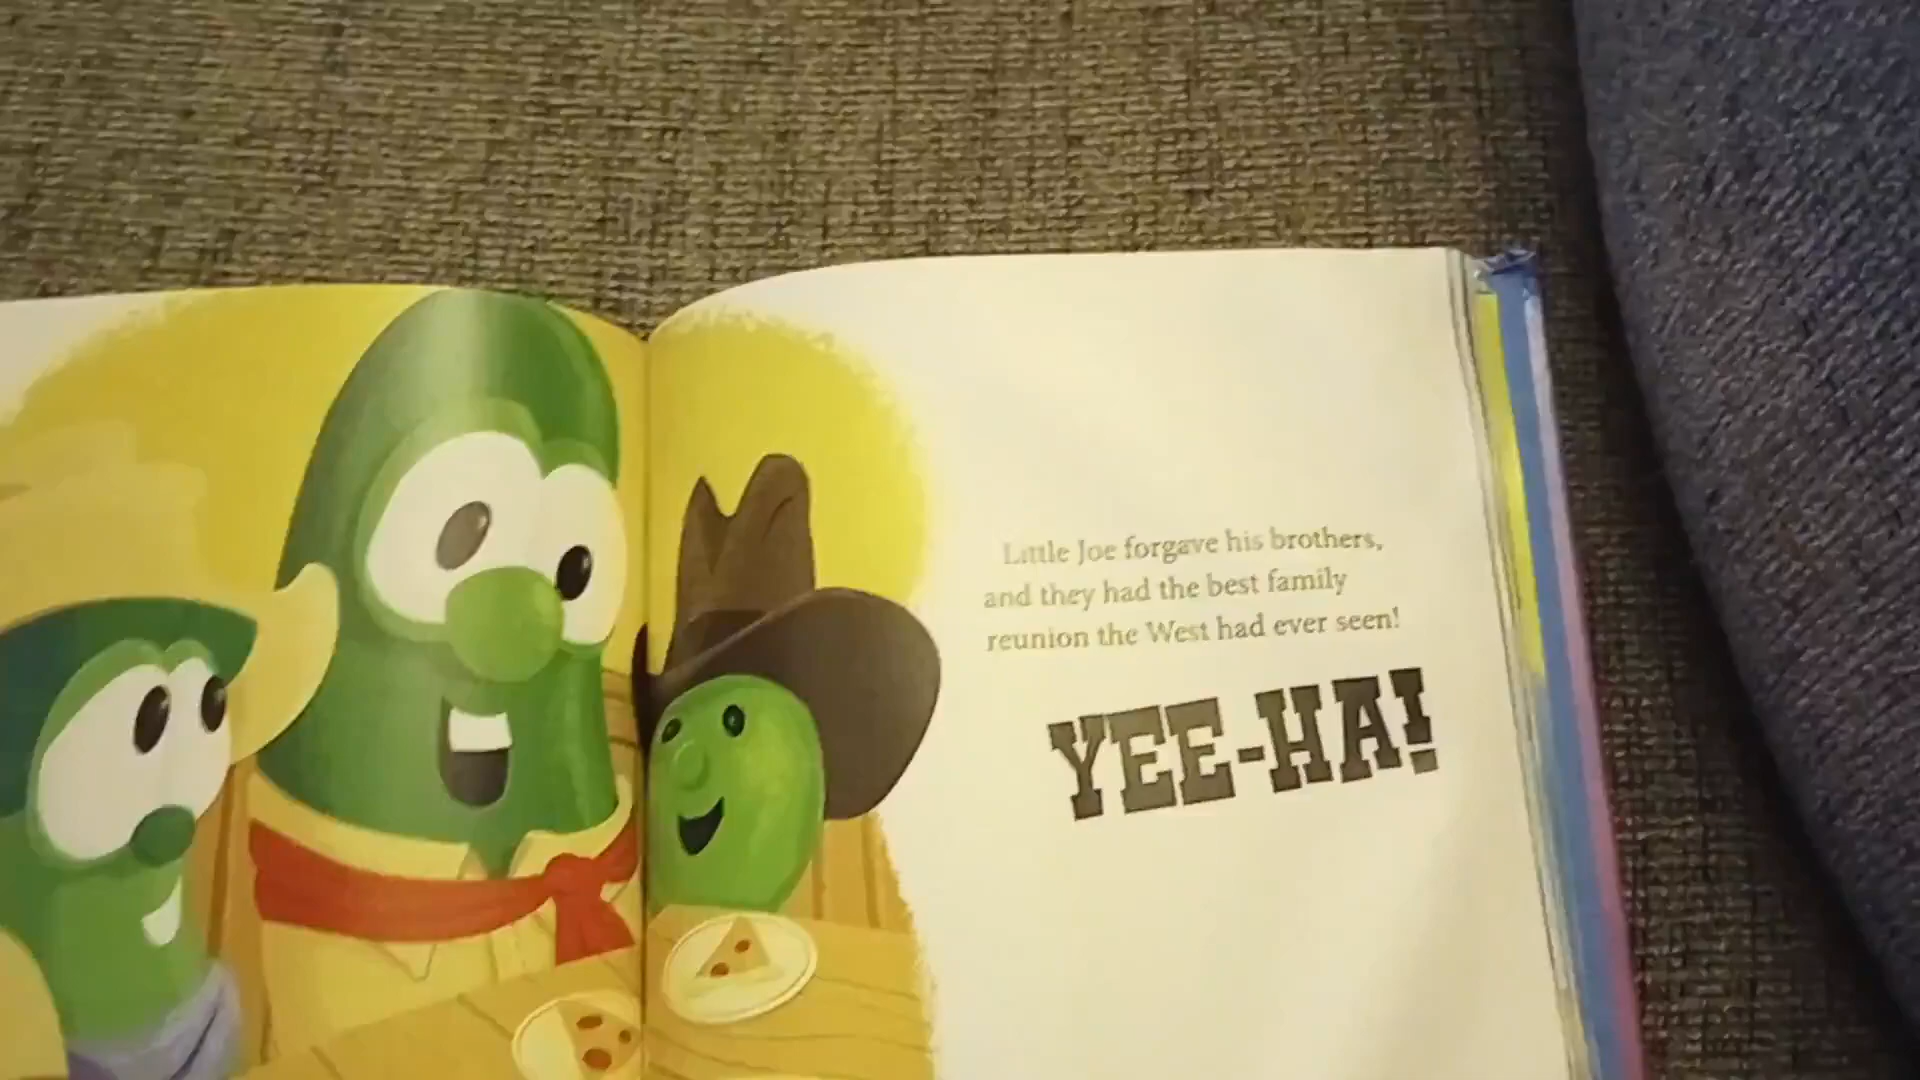 Little Joe forgave his brothers,
and they had the best family
reunion the West had ever seen!
YEE-HA!